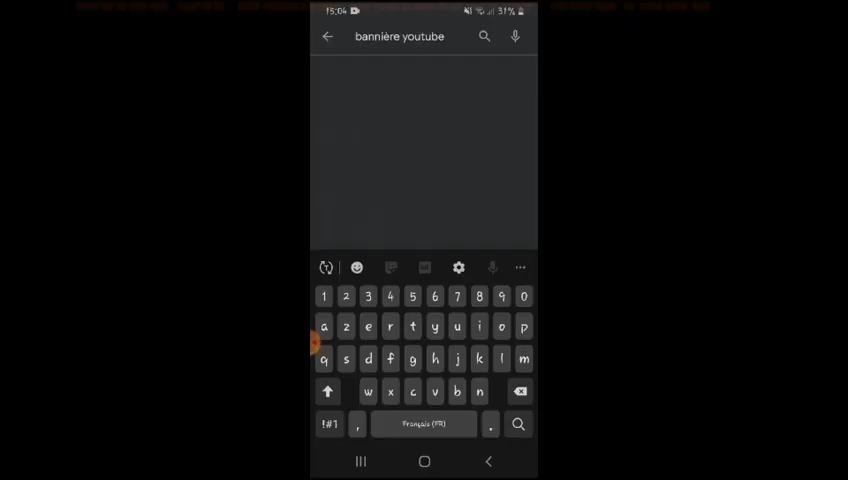 15:04 31%
bannière youtube
1 2 3 4 5 6 7 8 9 0
a z e r t y u i o p
q s d f g h j k l m
w x c v b n
!#1 , Français (FR) .